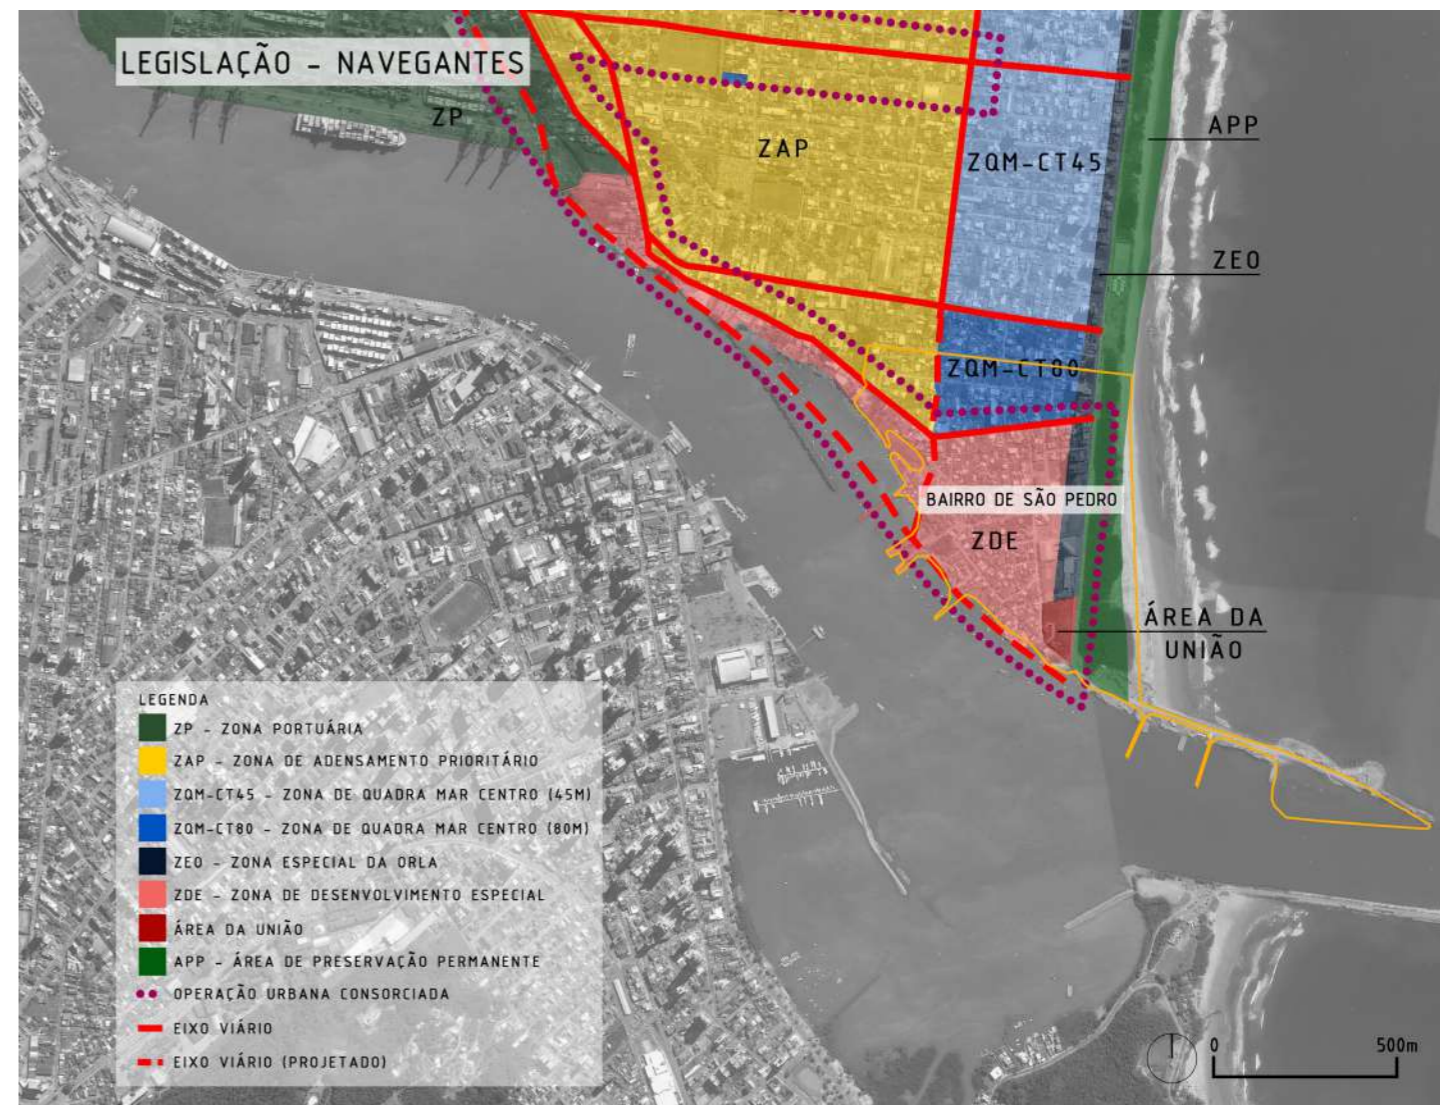 LEGISLAÇÃO - NAVEGANTES
ZP
ZAP
ZQM-CT45
APP
ZEO
ZQM-CT80
BAIRRO DE SÃO PEDRO
ZDE
ÁREA DA
UNIÃO
LEGENDA
ZP - ZONA PORTUÁRIA
ZAP - ZONA DE ADENSAMENTO PRIORITÁRIO
ZQM-CT45 - ZONA DE QUADRA MAR CENTRO (45M)
ZQM-CT80 - ZONA DE QUADRA MAR CENTRO (80M)
ZEO - ZONA ESPECIAL DA ORLA
ZDE - ZONA DE DESENVOLVIMENTO ESPECIAL
ÁREA DA UNIÃO
APP - ÁREA DE PRESERVAÇÃO PERMANENTE
OPERAÇÃO URBANA CONSORCIADA
EIXO VIÁRIO
EIXO VIÁRIO (PROJETADO)
0 500m